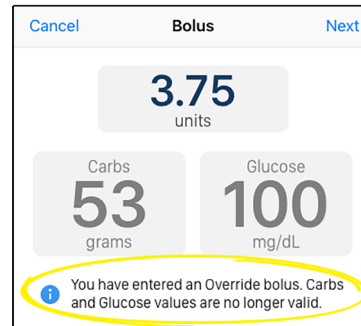 Cancel Bolus Next
3.75
units
Carbs Glucose
53 100
grams mg/dL
You have entered an Override bolus. Carbs
and Glucose values are no longer valid.